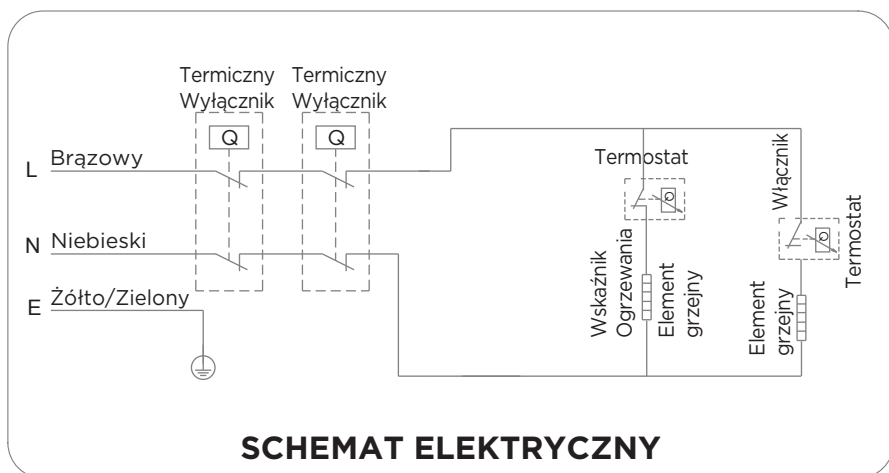 Termiczny
Wyłącznik
Termiczny
Wyłącznik
Q
Q
L Brązowy
N Niebieski
E Żółto/Zielony
Termostat
Wskaźnik
Ogrzewania
Element
grzejny
Włącznik
Termostat
Element
grzejny
SCHEMAT ELEKTRYCZNY